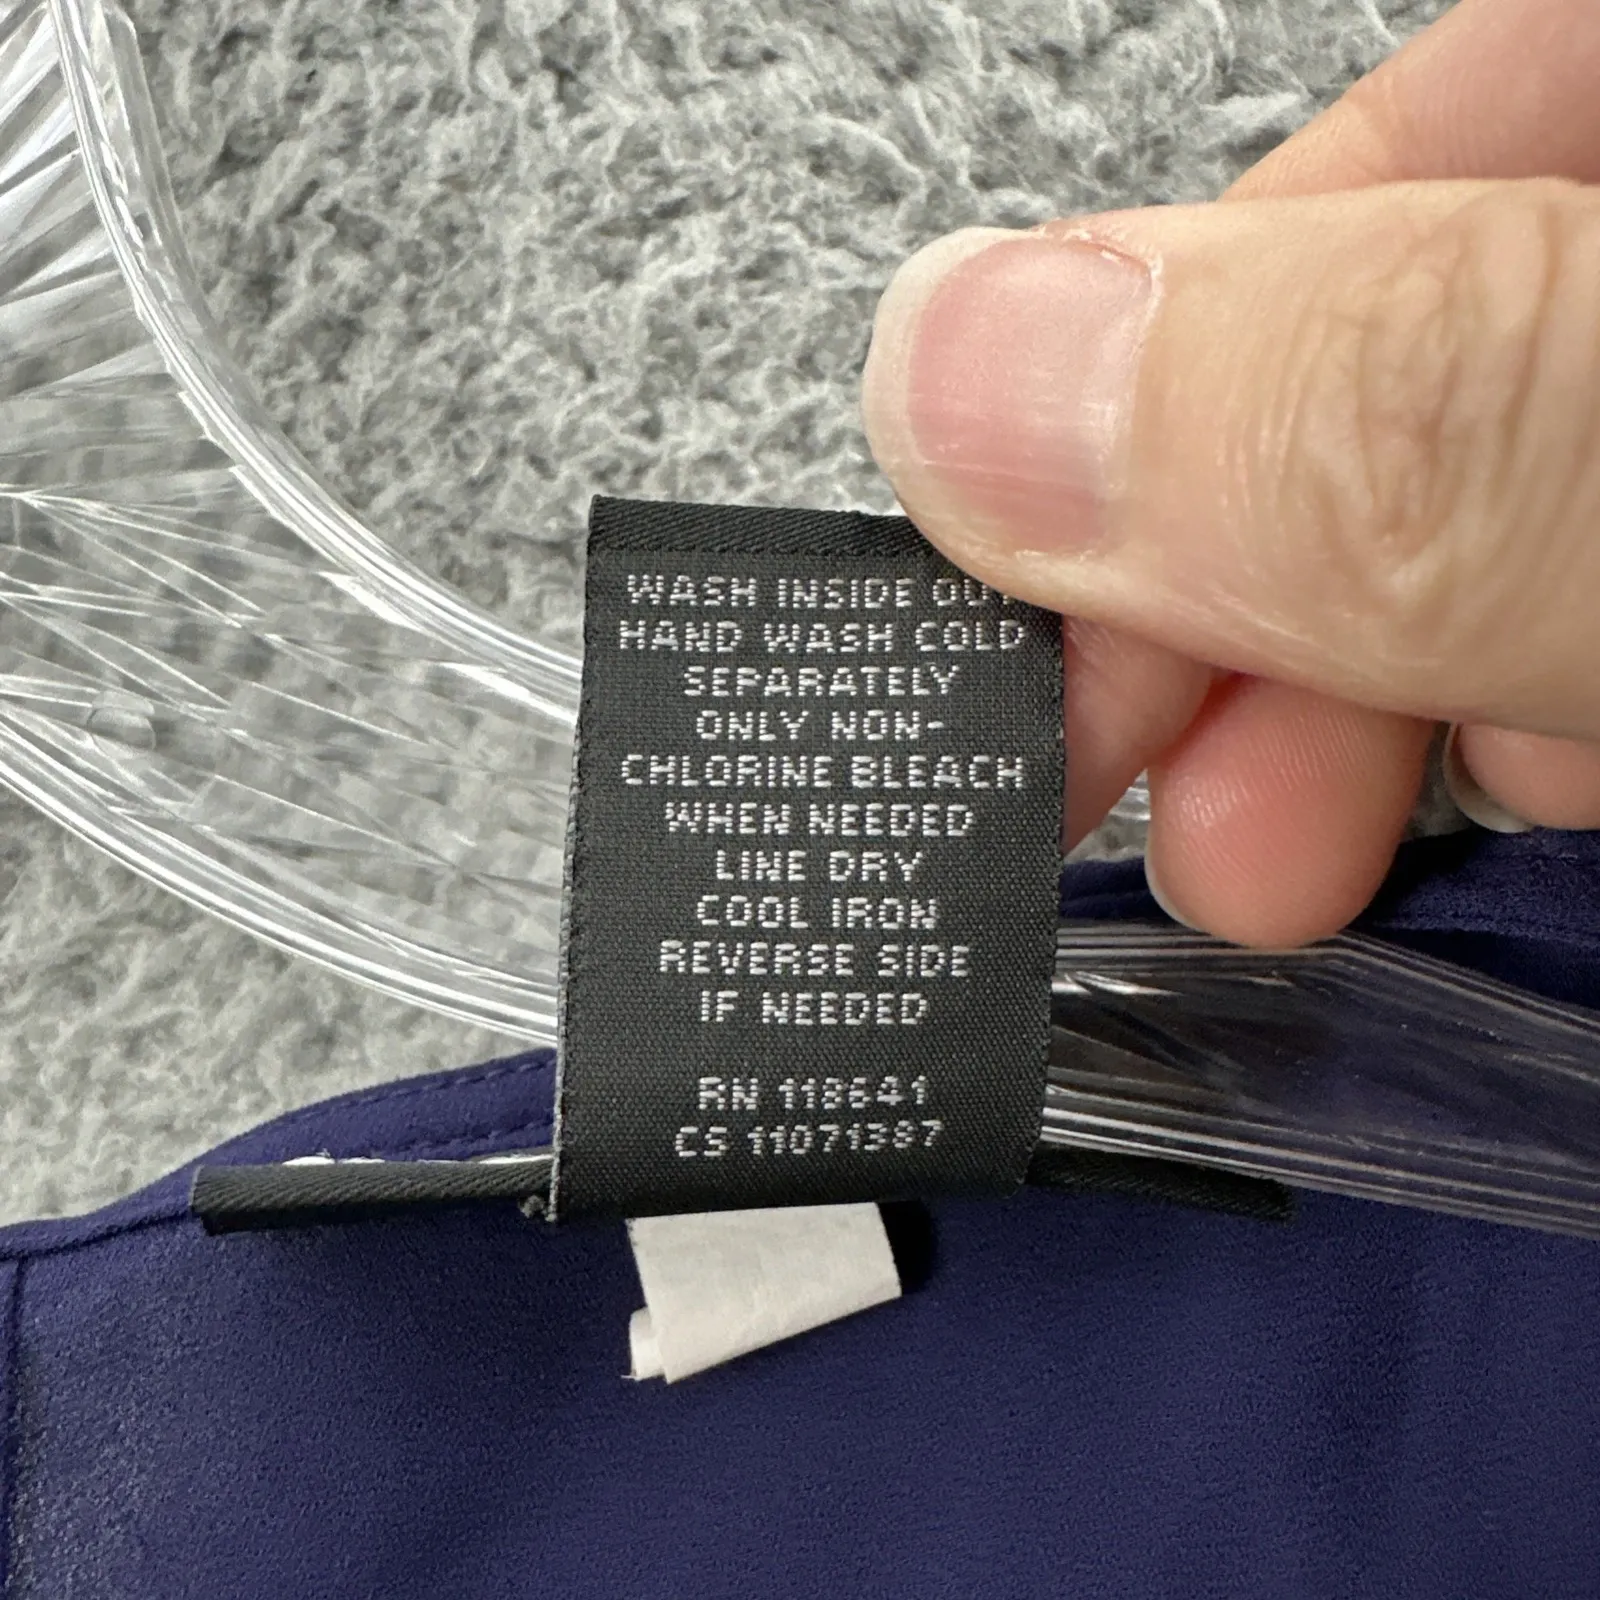 WASH INSIDE OUT
HAND WASH COLD
SEPARATELY
ONLY NON-
CHLORINE BLEACH
WHEN NEEDED
LINE DRY
COOL IRON
REVERSE SIDE
IF NEEDED
RN 118641
CS 11071387